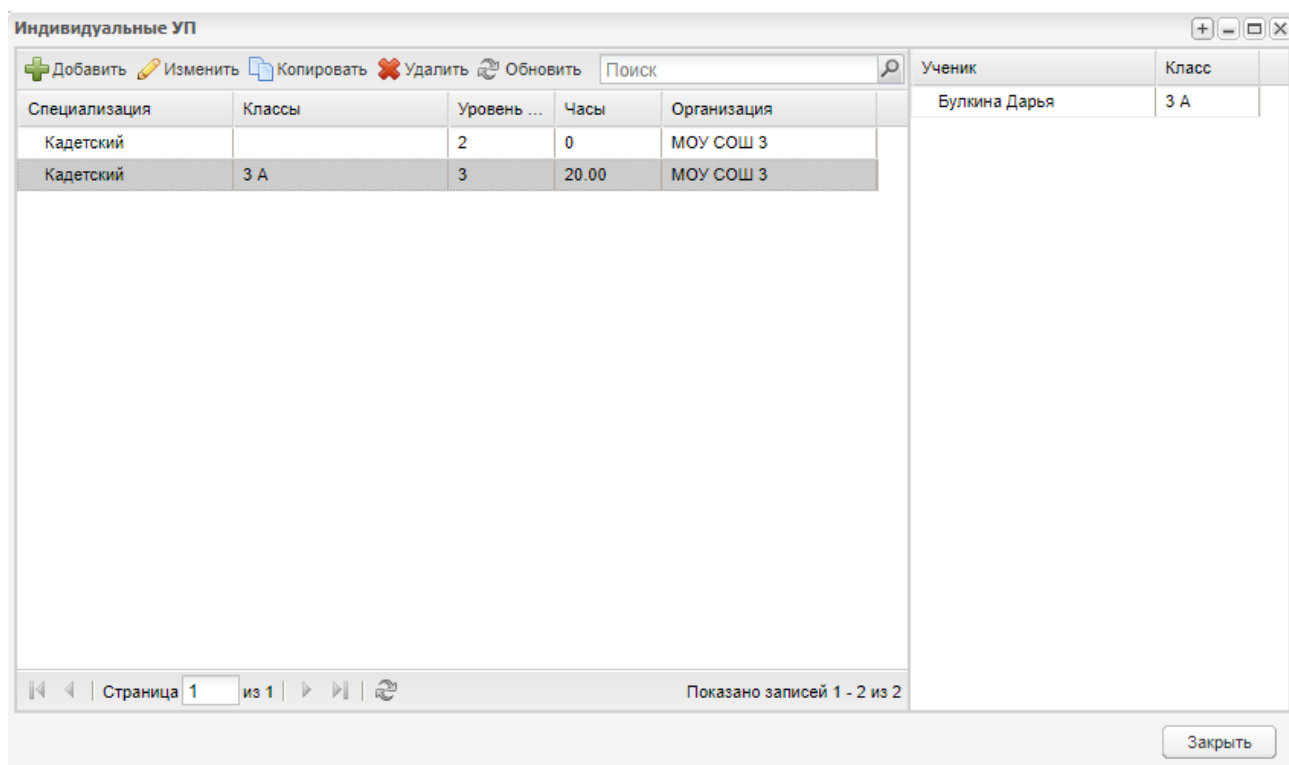 Индивидуальные УП
Добавить Изменить Копировать Удалить Обновить Поиск
Ученик Класс
Специализация Классы Уровень ... Часы Организация
Булкина Дарья 3 А
Кадетский 2 0 МОУ СОШ 3
Кадетский 3 А 3 20.00 МОУ СОШ 3
Страница 1 из 1 Показано записей 1 - 2 из 2
Закрыть